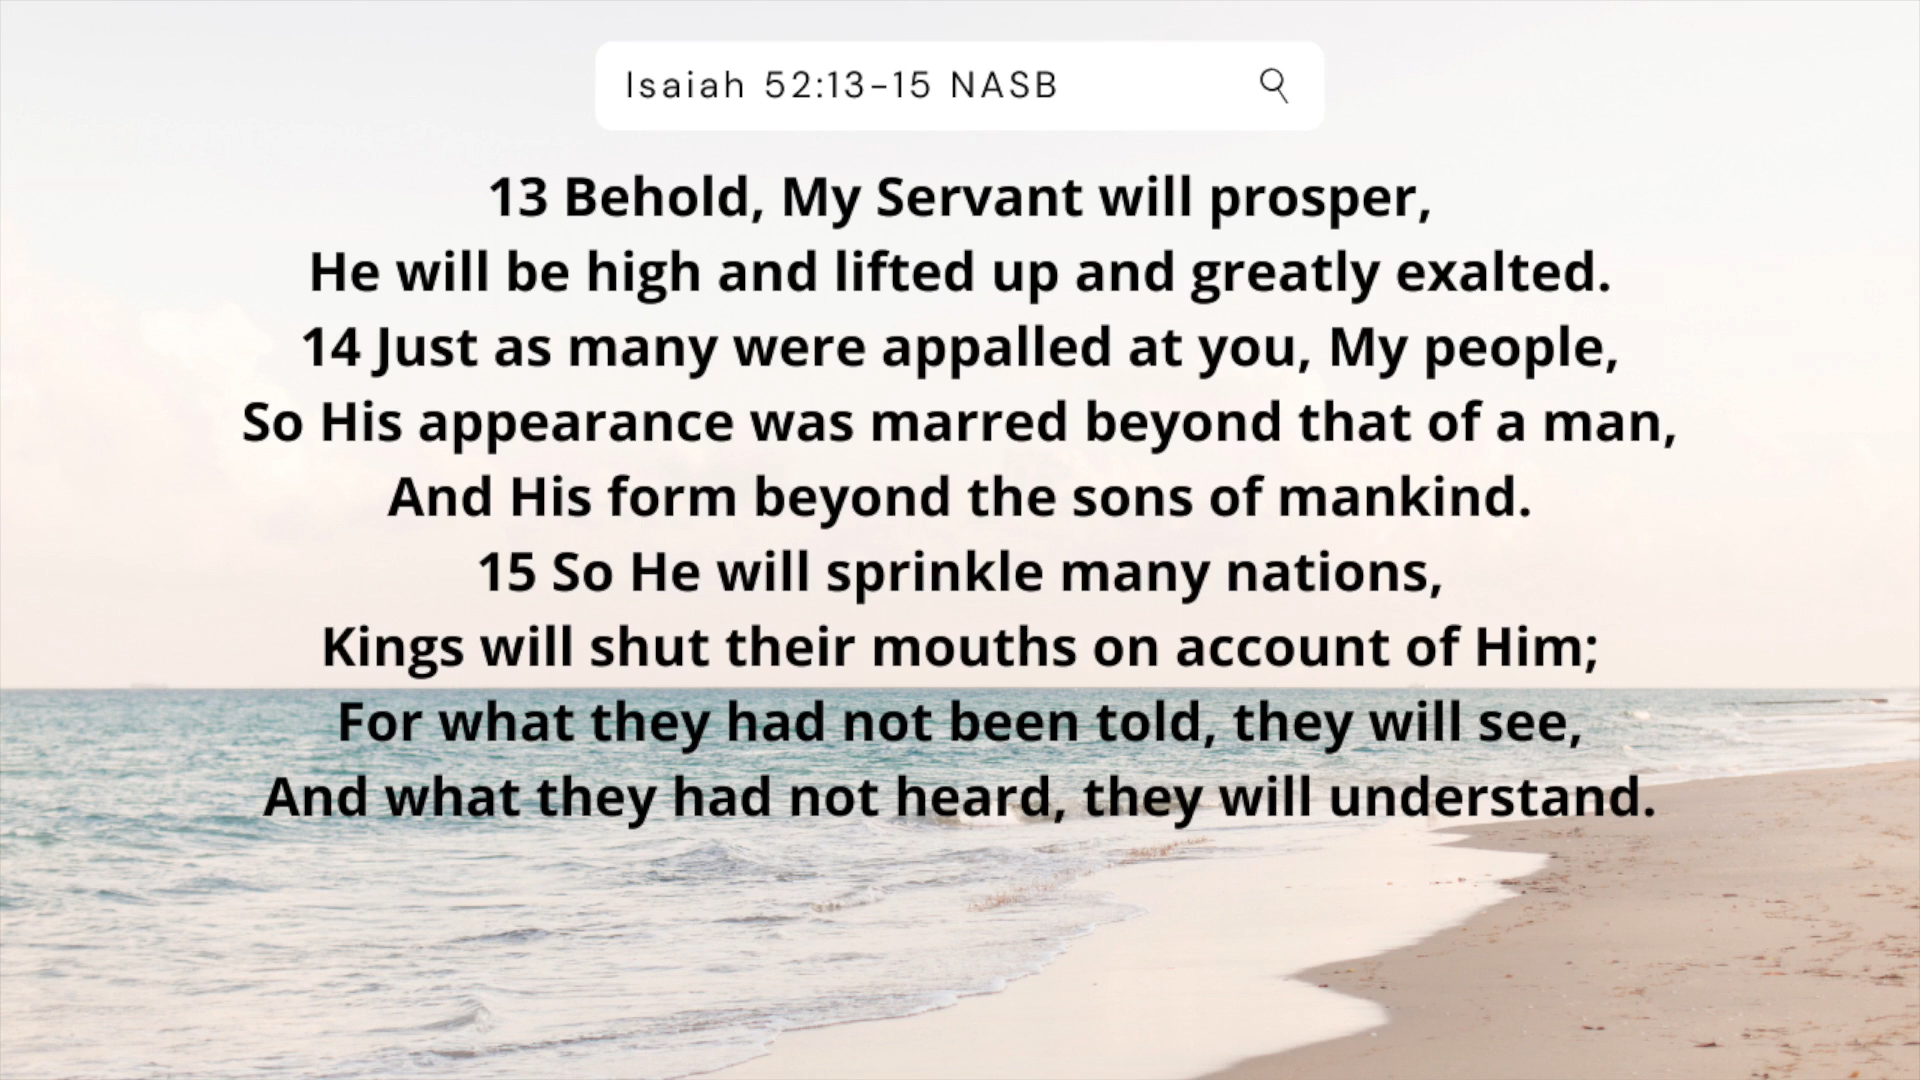 Isaiah 52:13-15 NASB
13 Behold, My Servant will prosper,
He will be high and lifted up and greatly exalted.
14 Just as many were appalled at you, My people,
So His appearance was marred beyond that of a man,
And His form beyond the sons of mankind.
15 So He will sprinkle many nations,
Kings will shut their mouths on account of Him;
For what they had not been told, they will see,
And what they had not heard, they will understand.